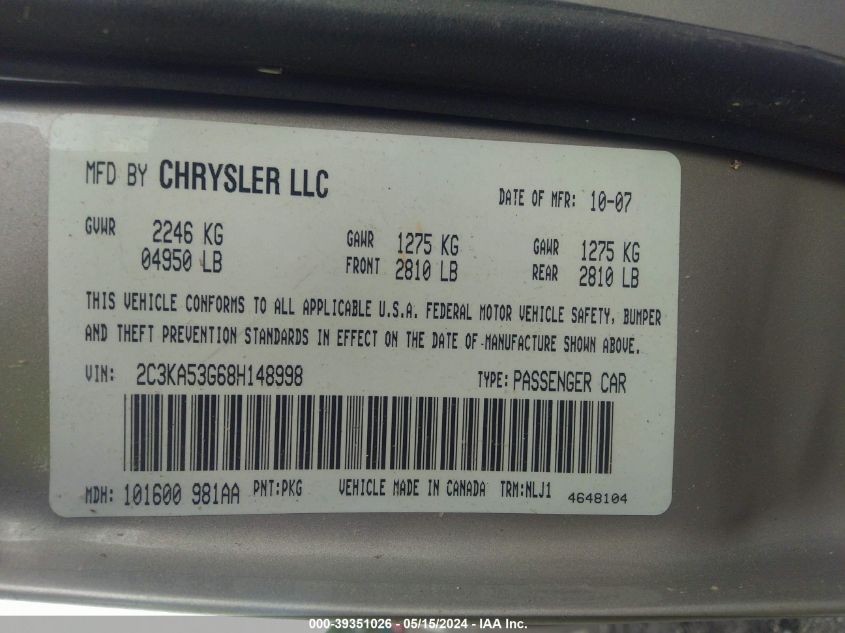 MFD BY CHRYSLER LLC DATE OF MFR: 10-07
GVWR 2246 KG GAWR 1275 KG GAWR 1275 KG
04950 LB FRONT 2810 LB REAR 2810 LB
THIS VEHICLE CONFORMS TO ALL APPLICABLE U.S.A. FEDERAL MOTOR VEHICLE SAFETY, BUMPER
AND THEFT PREVENTION STANDARDS IN EFFECT ON THE DATE OF MANUFACTURE SHOWN ABOVE.
VIN: 2C3KA53G68H148998 TYPE: PASSENGER CAR
MDH: 101600 981AA PNT:PKG VEHICLE MADE IN CANADA TRM:NLJ1 4648104
000-39351026 - 05/15/2024 - IAA Inc.